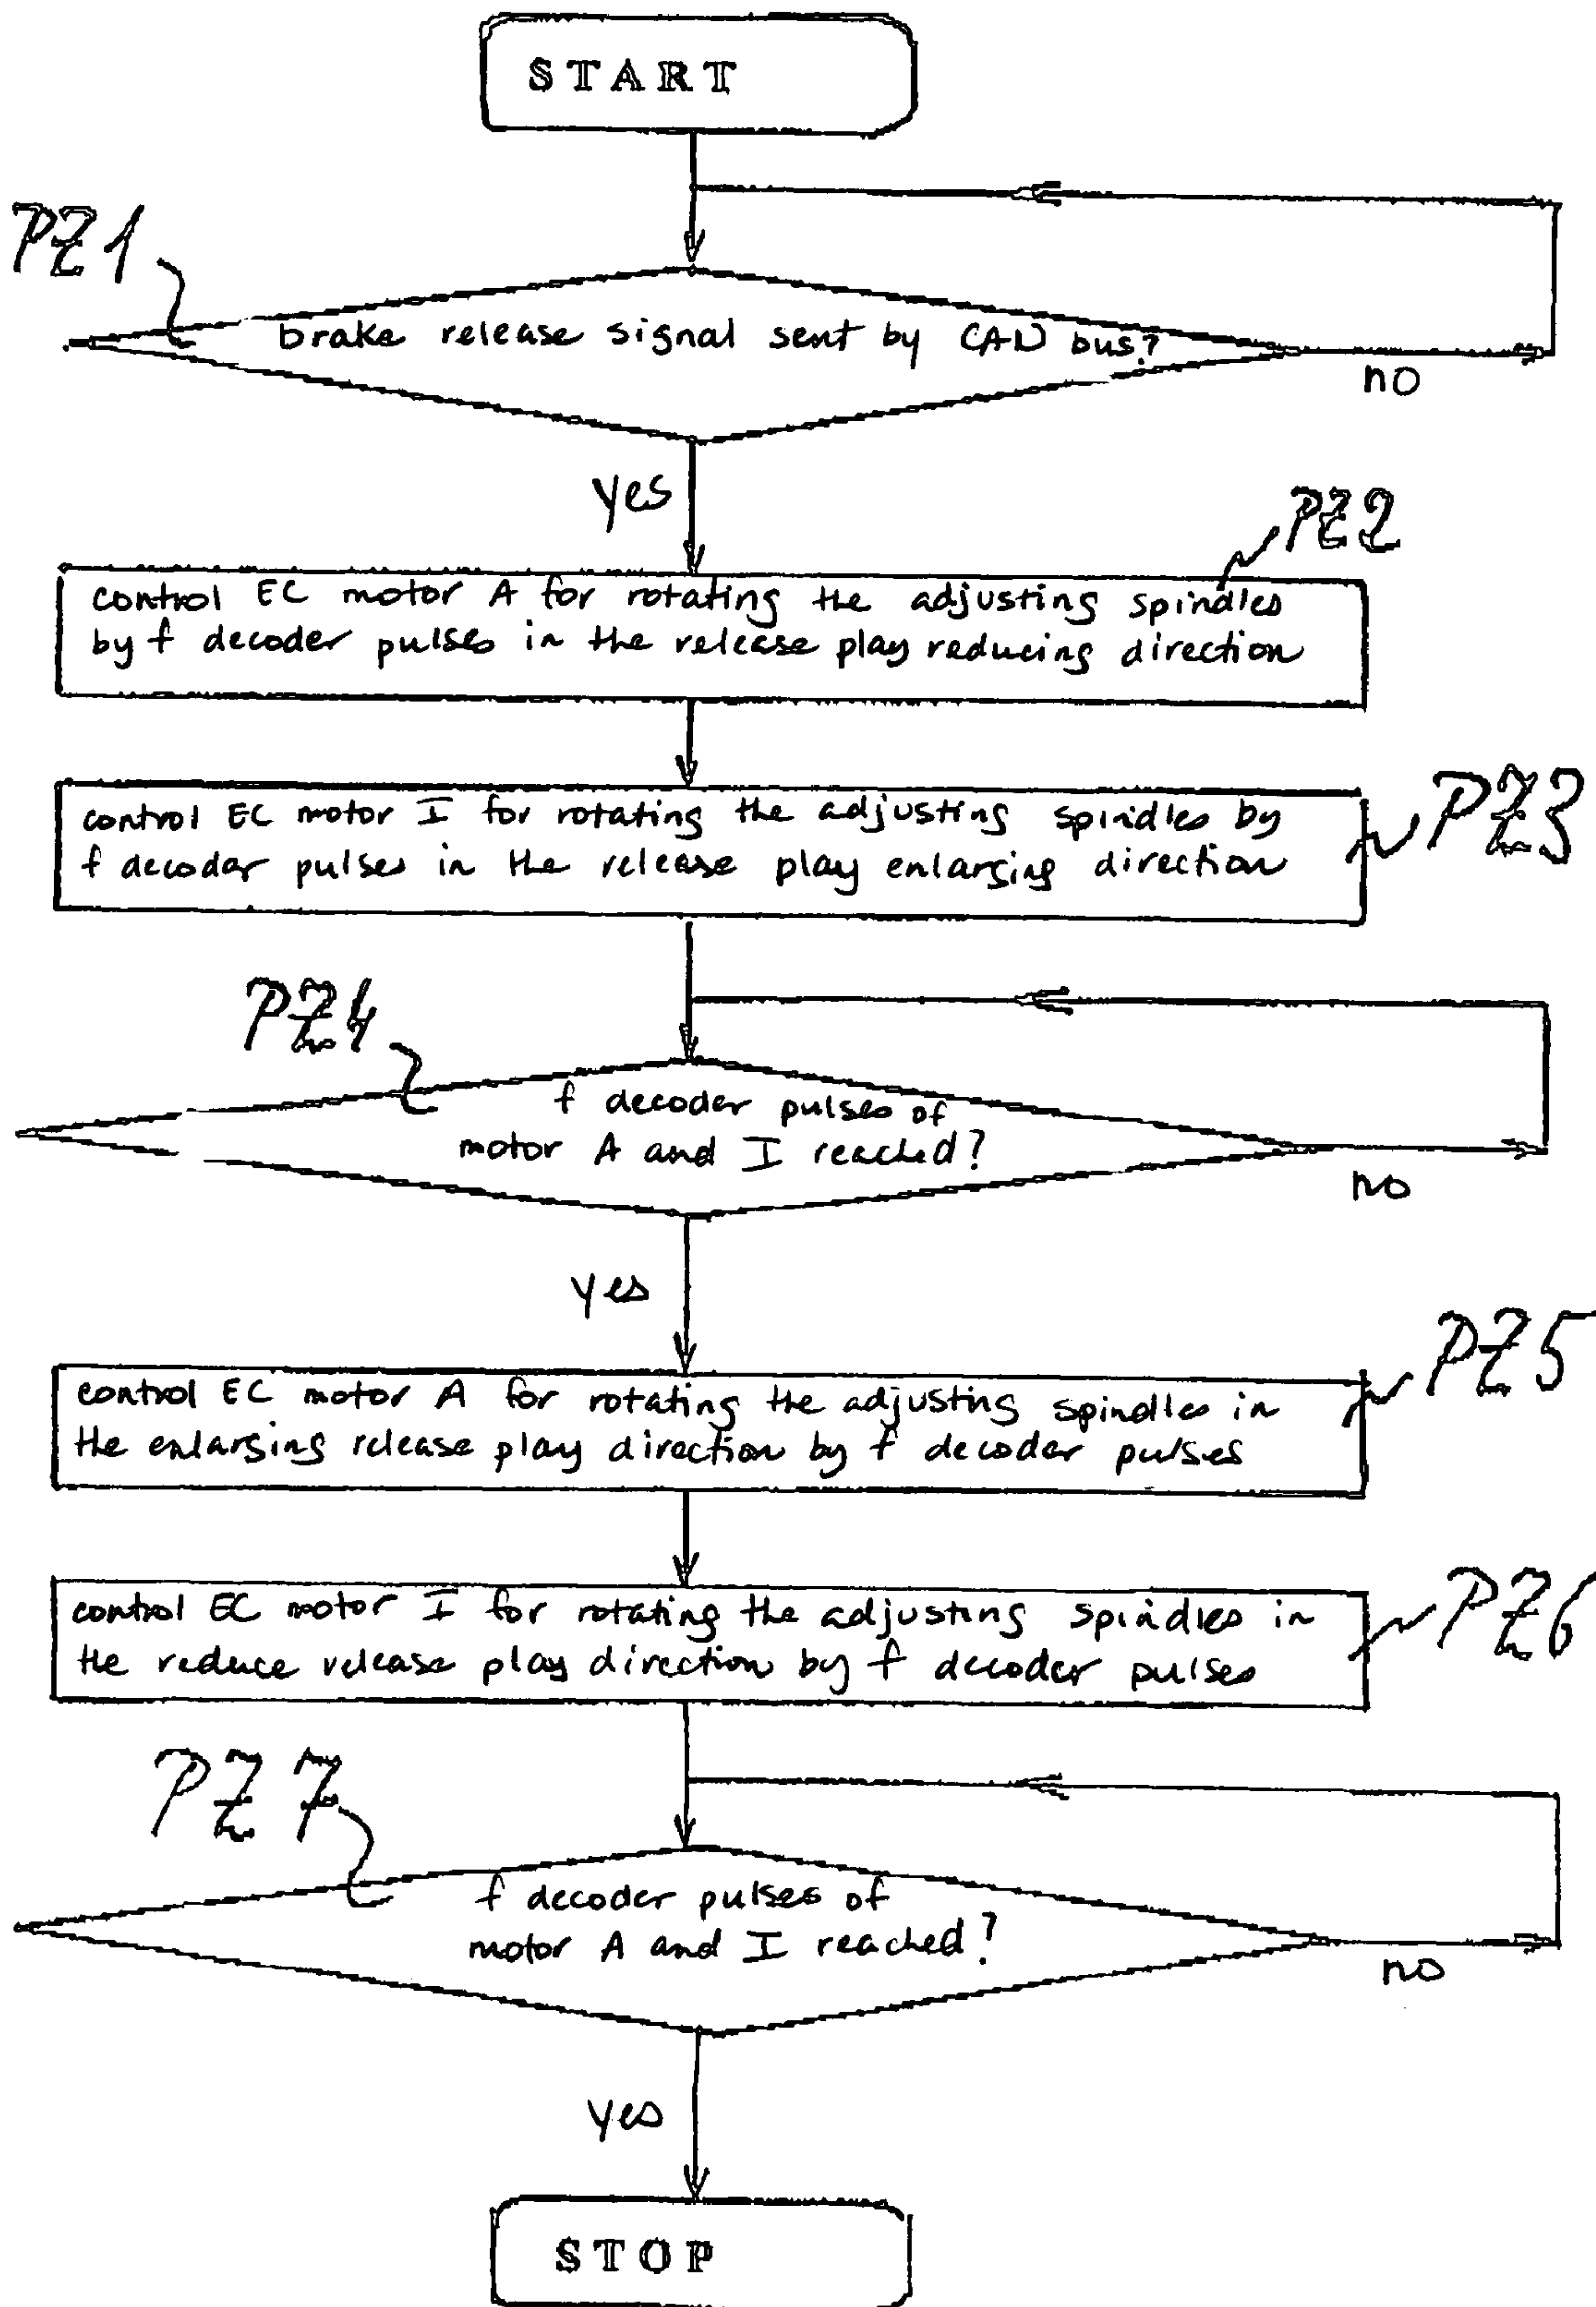 START
PZ1
brake release signal sent by CAN bus?
no
yes
PZ2
control EC motor A for rotating the adjusting spindles
by f decoder pulses in the release play reducing direction
control EC motor I for rotating the adjusting spindles by
f decoder pulses in the release play enlarging direction
PZ3
PZ4
f decoder pulses of
motor A and I reached?
no
yes
PZ5
control EC motor A for rotating the adjusting spindles in
the enlarging release play direction by f decoder pulses
PZ6
control EC motor I for rotating the adjusting spindles in
the reduce release play direction by f decoder pulses
PZ7
f decoder pulses of
motor A and I reached?
no
yes
STOP